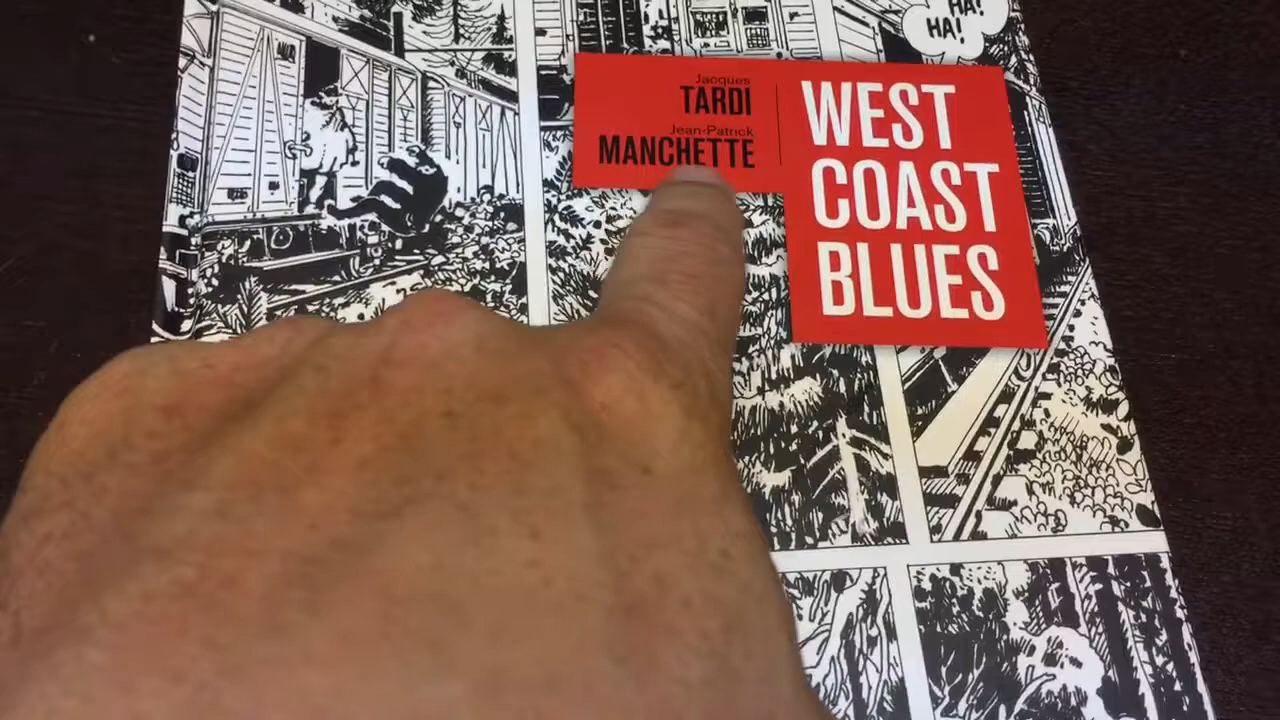 HA!
HA!
Jacques
TARDI
Jean-Patrick
MANCHETTE
WEST
COAST
BLUES